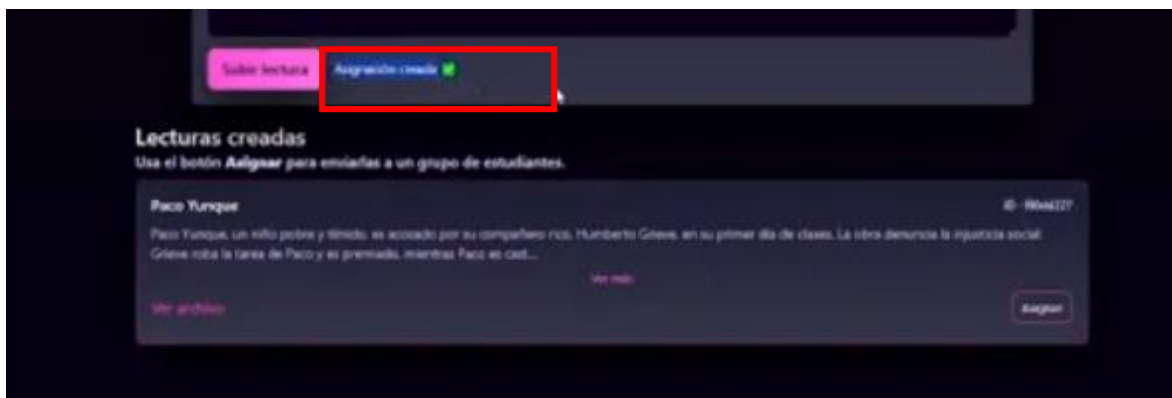 Subir lectura
Asignación creada ✅
Lecturas creadas
Usa el botón Asignar para enviarlas a un grupo de estudiantes.
Paco Yunque
ID
Paco Yunque, un niño pobre y tímido, es acosado por su compañero rico, Humberto Grieve, en su primer día de clases. La obra denuncia la injusticia social:
Grieve roba la tarea de Paco y es premiado, mientras Paco es cast...
Ver más
Ver archivo
Asignar